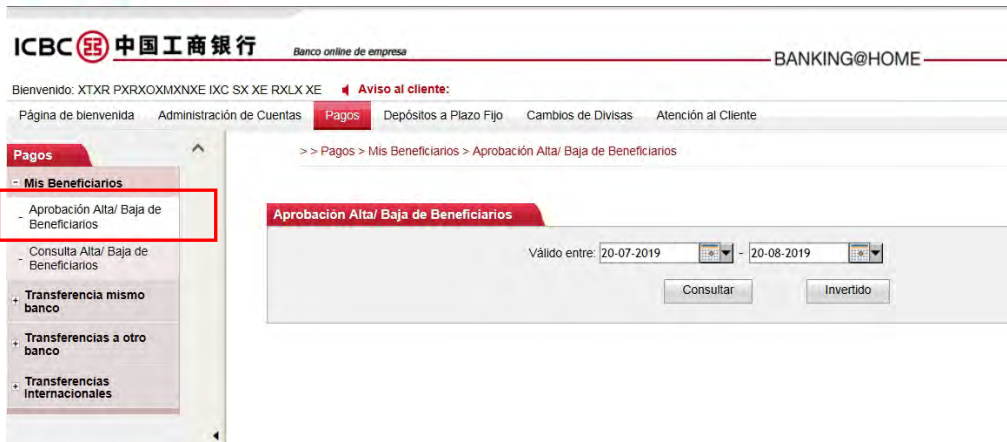 ICBC 中国工商银行 Banco online de empresa
BANKING@HOME
Bienvenido: XTXR PXRXOXMXNXE IXC SX XE RXLX XE Aviso al cliente:
Página de bienvenida Administración de Cuentas Pagos Depósitos a Plazo Fijo Cambios de Divisas Atención al Cliente
Pagos
> > Pagos > Mis Beneficiarios > Aprobación Alta/ Baja de Beneficiarios
Mis Beneficiarios
Aprobación Alta/ Baja de
Beneficiarios
Consulta Alta/ Baja de
Beneficiarios
Transferencia mismo
banco
Transferencias a otro
banco
Transferencias
internacionales
Aprobación Alta/ Baja de Beneficiarios
Válido entre: 20-07-2019 - 20-08-2019
Consultar Invertido